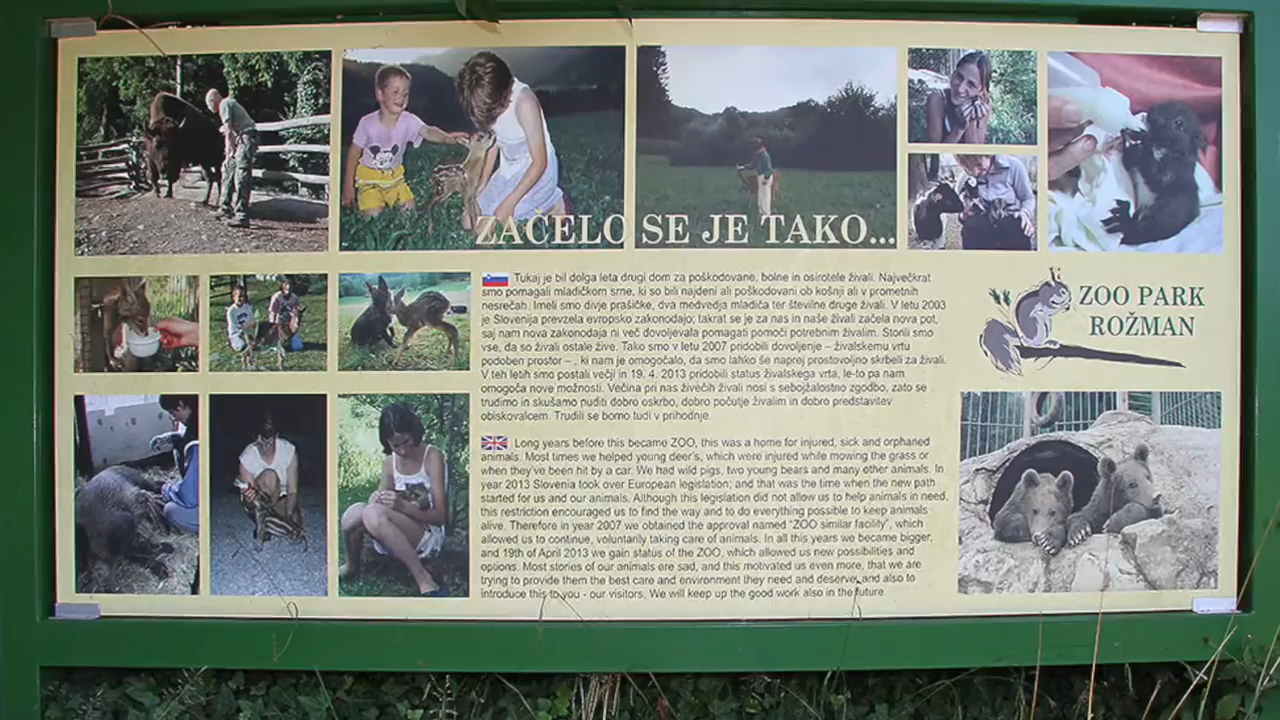 ZAČELO SE JE TAKO...
Tukaj je bil dolga leta drugi dom za poškodovane, bolne in osirotele živali. Največkrat
smo pomagali mladičkom srne, ki so bili najdeni ali poškodovani ob košnji ali v prometnih
nesrečah. Imeli smo divje prašičke, dva medvedja mladiča ter številne druge živali. V letu 2003
je Slovenija prevzela evropsko zakonodajo; takrat se je za nas in naše živali začela nova pot,
saj nam nova zakonodaja ni več dovoljevala pomagati pomoči potrebnim živalim. Storili smo
vse, da so živali ostale žive. Tako smo v letu 2007 pridobili dovoljenje – živalskemu vrtu
podoben prostor – , ki nam je omogočalo, da smo lahko še naprej prostovoljno skrbeli za živali.
V teh letih smo postali večji in 19. 4. 2013 pridobili status živalskega vrta, le-to pa nam
omogoča nove možnosti. Večina pri nas živečih živali nosi s sebojžalostno zgodbo, zato se
trudimo in skušamo nuditi dobro oskrbo, dobro počutje živalim in dobro predstavitev
obiskovalcem. Trudili se bomo tudi v prihodnje.
Long years before this became ZOO, this was a home for injured, sick and orphaned
animals. Most times we helped young deer's, which were injured while mowing the grass or
when they've been hit by a car. We had wild pigs, two young bears and many other animals. In
year 2013 Slovenia took over European legislation; and that was the time when the new path
started for us and our animals. Although this legislation did not allow us to help animals in need,
this restriction encouraged us to find the way and to do everything possible to keep animals
alive. Therefore in year 2007 we obtained the approval named "ZOO similar facility", which
allowed us to continue, voluntarily taking care of animals. In all this years we became bigger,
and 19th of April 2013 we gain status of the ZOO, which allowed us new possibilities and
options. Most stories of our animals are sad, and this motivated us even more, that we are
trying to provide them the best care and environment they need and deserve, and also to
introduce this to you - our visitors. We will keep up the good work also in the future.
ZOO PARK
ROŽMAN